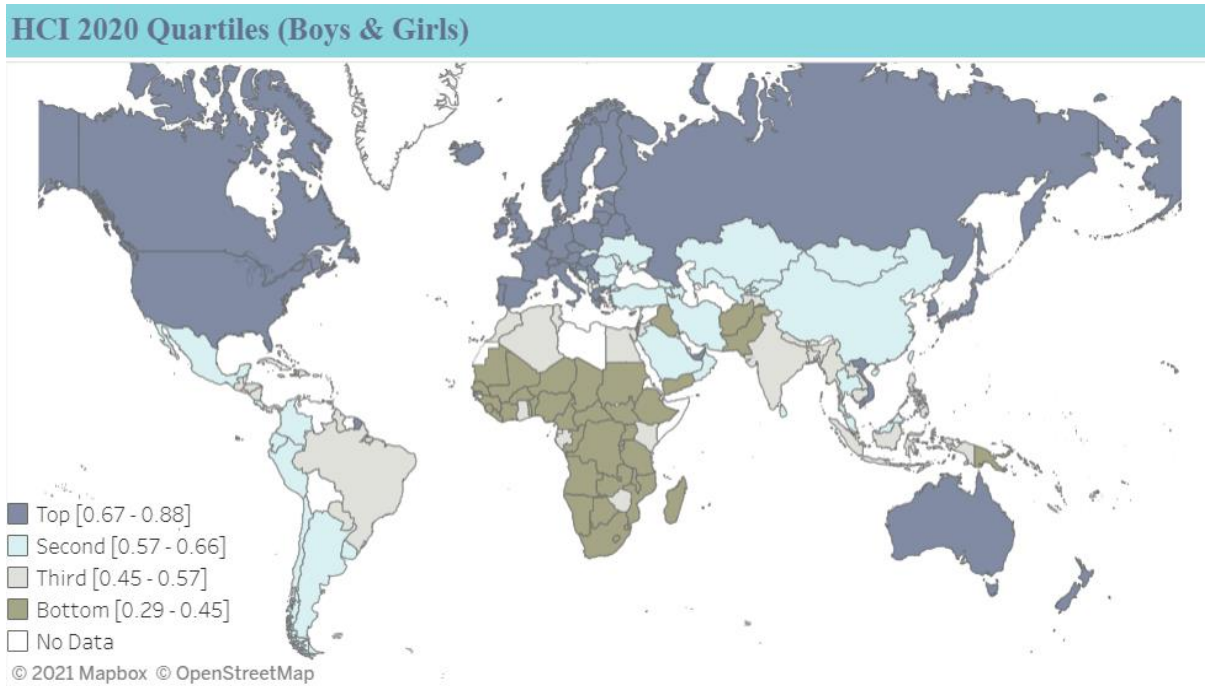 HCI 2020 Quartiles (Boys & Girls)
Top [0.67 - 0.88]
Second [0.57 - 0.66]
Third [0.45 - 0.57]
Bottom [0.29 - 0.45]
No Data
© 2021 Mapbox © OpenStreetMap